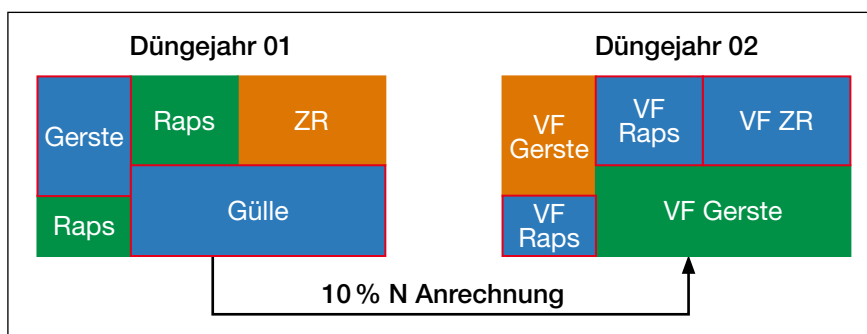 Düngejahr 01
Düngejahr 02
Gerste
Raps
ZR
Raps
Gülle
VF
Gerste
VF
Raps
VF ZR
VF
Raps
VF Gerste
10 % N Anrechnung